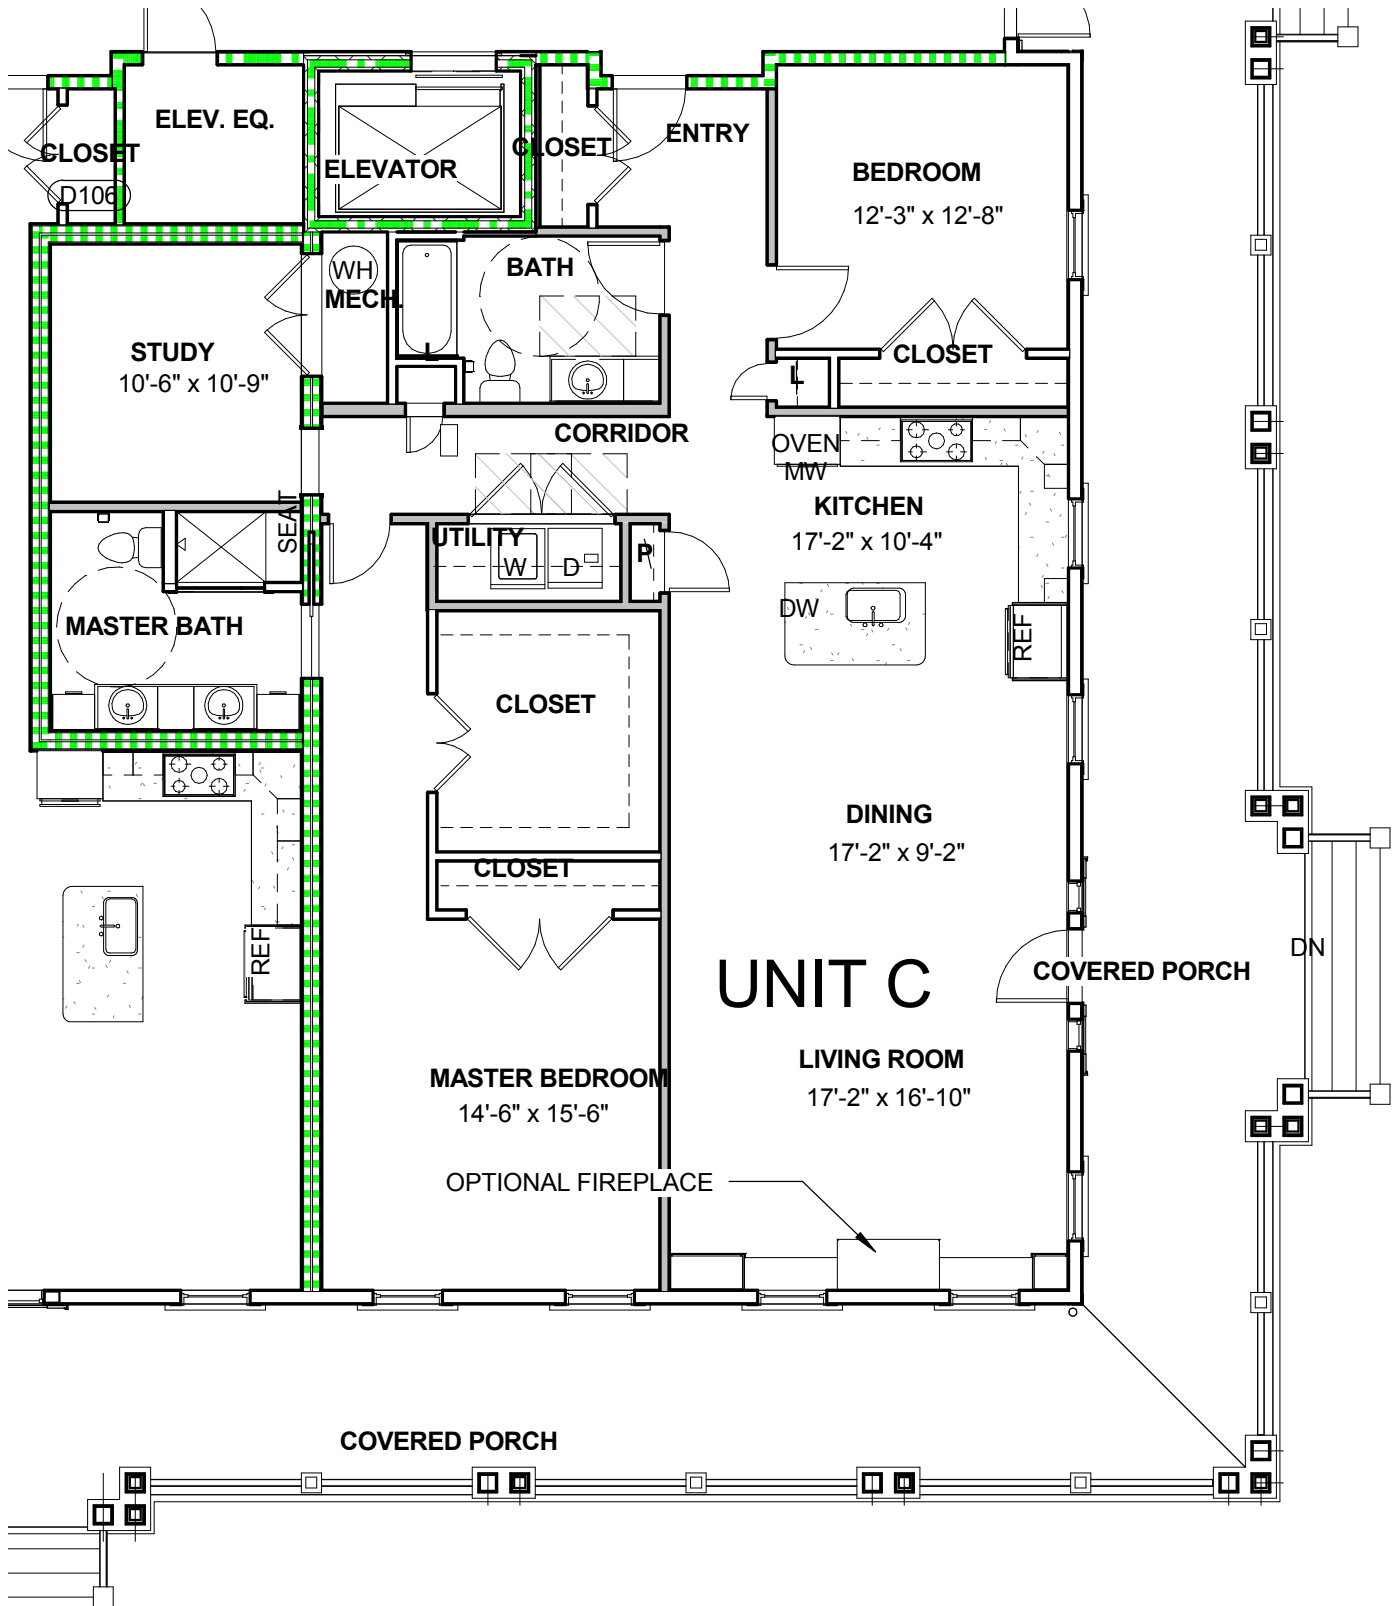 ELEV. EQ.
CLOSET
D106
ELEVATOR
CLOSET
ENTRY
BEDROOM
12'-3" x 12'-8"
WH
MECH.
BATH
STUDY
10'-6" x 10'-9"
L
CLOSET
L
CORRIDOR
OVEN
MW
KITCHEN
17'-2" x 10'-4"
SEAT
UTILITY
W
D
P
DW
REF
MASTER BATH
CLOSET
DINING
17'-2" x 9'-2"
CLOSET
REF
UNIT C
COVERED PORCH
DN
LIVING ROOM
17'-2" x 16'-10"
MASTER BEDROOM
14'-6" x 15'-6"
OPTIONAL FIREPLACE
COVERED PORCH